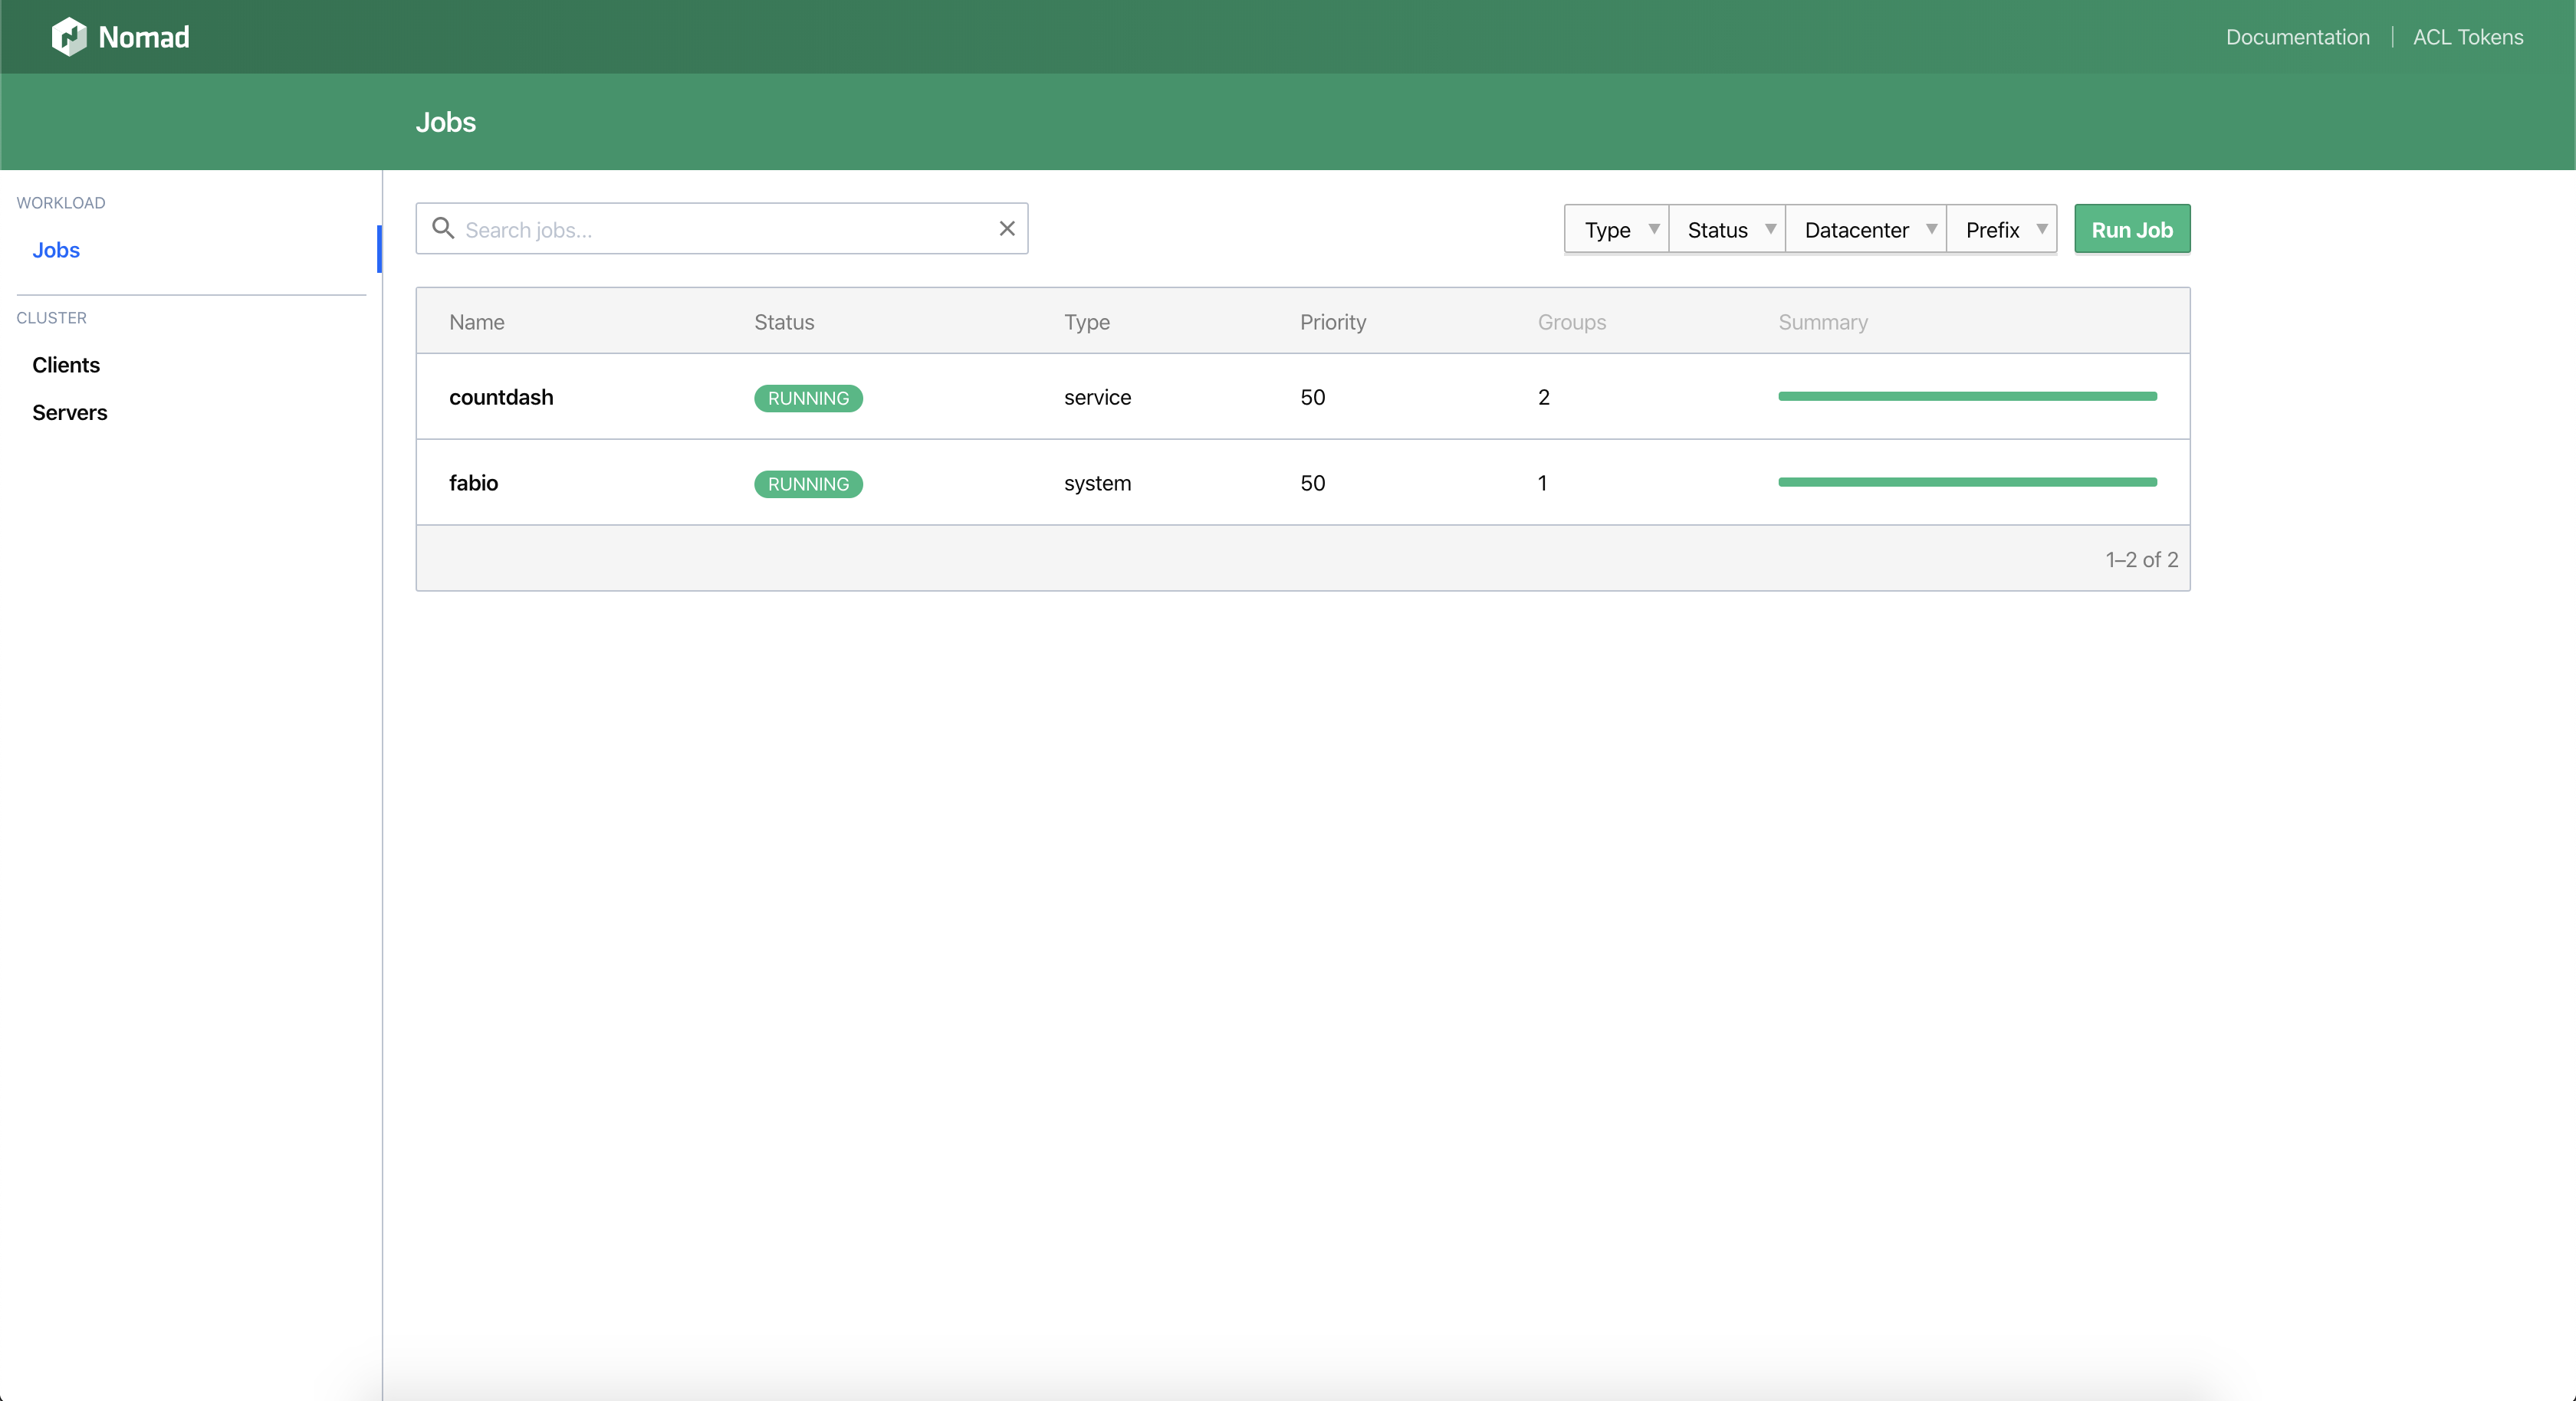 Nomad
Documentation | ACL Tokens
Jobs
WORKLOAD
Jobs
CLUSTER
Clients
Servers
Search jobs...
Type Status Datacenter Prefix Run Job
Name Status Type Priority Groups Summary
countdash RUNNING service 50 2
fabio RUNNING system 50 1
1–2 of 2